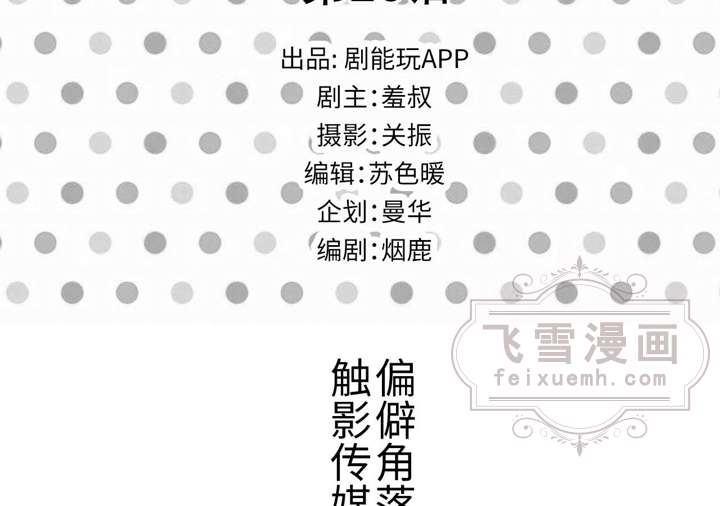 出品: 剧能玩APP
剧主:羞叔
摄影:关振
编辑:苏色暖
企划:曼华
编剧:烟鹿
飞雪漫画
feixuemh.com
偏僻角落
触影传媒